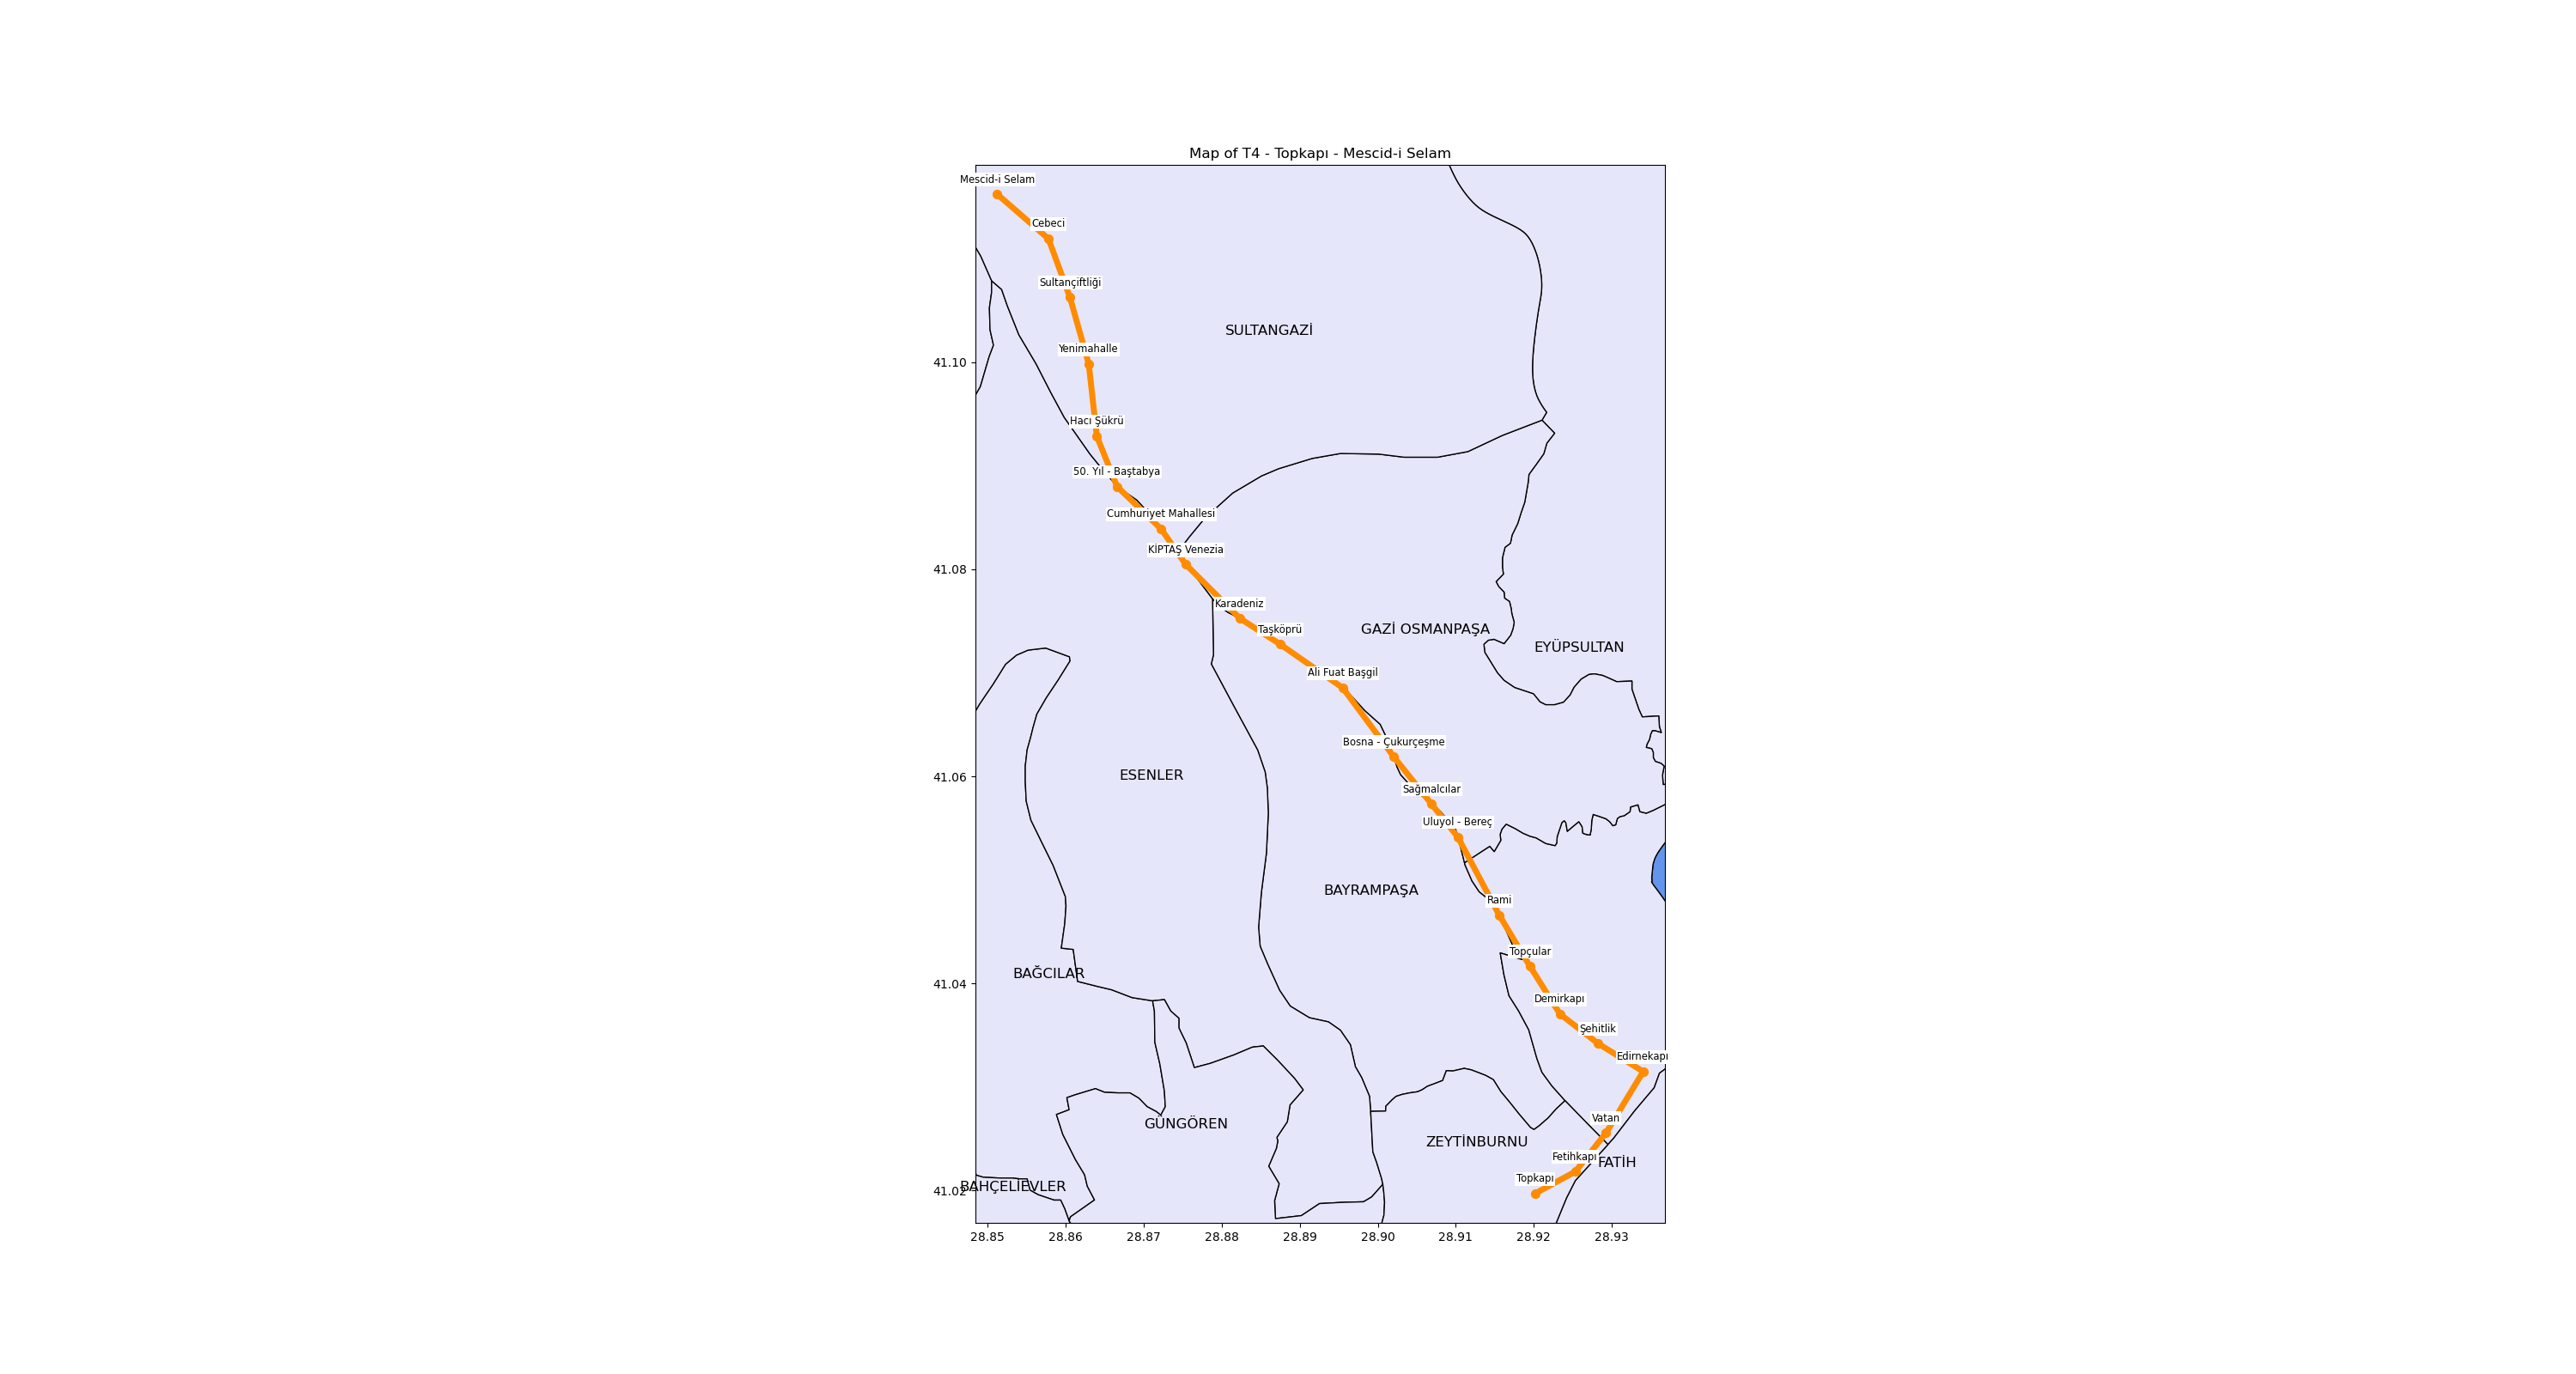 Map of T4 - Topkapı - Mescid-i Selam
Mescid-i Selam
Cebeci
Sultançiftliği
SULTANGAZİ
Yenimahalle
41.10
Hacı Şükrü
50. Yıl - Baştabya
Cumhuriyet Mahallesi
KİPTAŞ Venezia
41.08
Karadeniz
Taşköprü
GAZİ OSMANPAŞA
EYÜPSULTAN
Ali Fuat Başgil
Bosna - Çukurçeşme
ESENLER
41.06
Sağmalcılar
Uluyol - Bereç
BAYRAMPAŞA
Rami
Topçular
BAĞCILAR
41.04
Demirkapı
Şehitlik
Edirnekapı
Vatan
GÜNGÖREN
ZEYTİNBURNU
Fetihkapı
FATİH
Topkapı
BAHÇELİEVLER
41.02
28.85 28.86 28.87 28.88 28.89 28.90 28.91 28.92 28.93